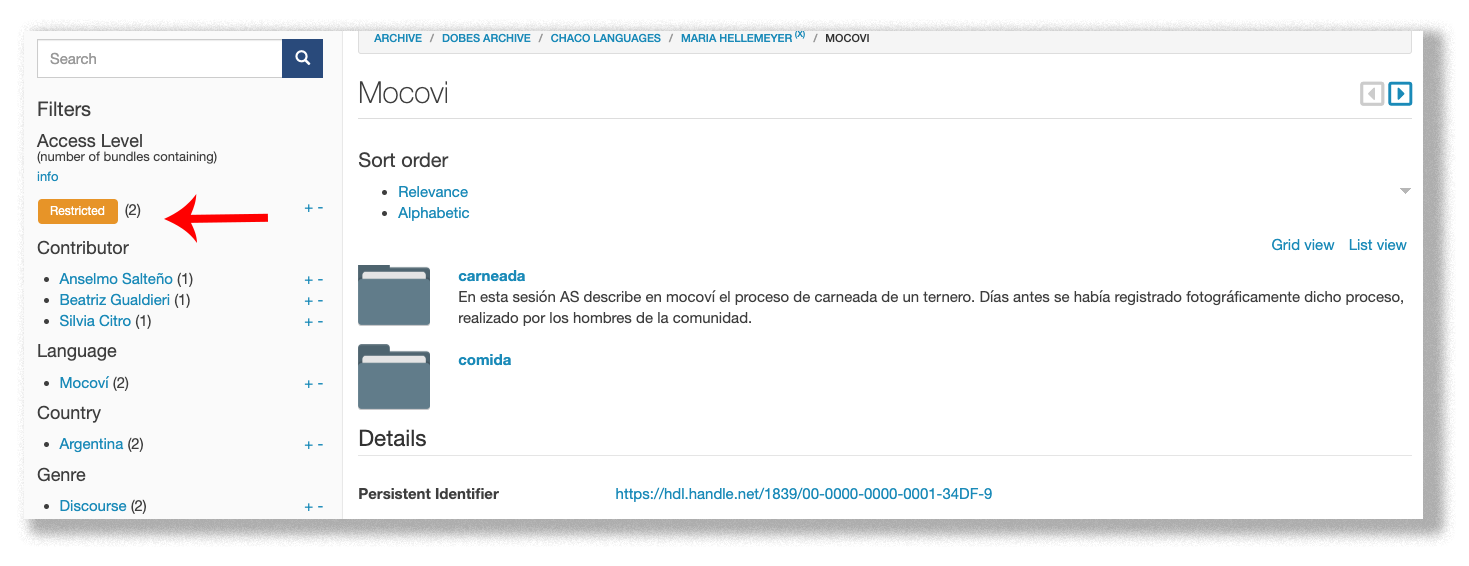 Search
Filters
Access Level
(number of bundles containing)
info
Restricted (2) + -
Contributor
Anselmo Salteño (1) + -
Beatriz Gualdieri (1) + -
Silvia Citro (1) + -
Language
Mocoví (2) + -
Country
Argentina (2) + -
Genre
Discourse (2) + -
ARCHIVE / DOBES ARCHIVE / CHACO LANGUAGES / MARIA HELLEMEYER (X) / MOCOVI
Mocovi
Sort order
Relevance
Alphabetic
Grid view List view
carneada
En esta sesión AS describe en mocoví el proceso de carneada de un ternero. Días antes se había registrado fotográficamente dicho proceso,
realizado por los hombres de la comunidad.
comida
Details
Persistent Identifier https://hdl.handle.net/1839/00-0000-0000-0001-34DF-9